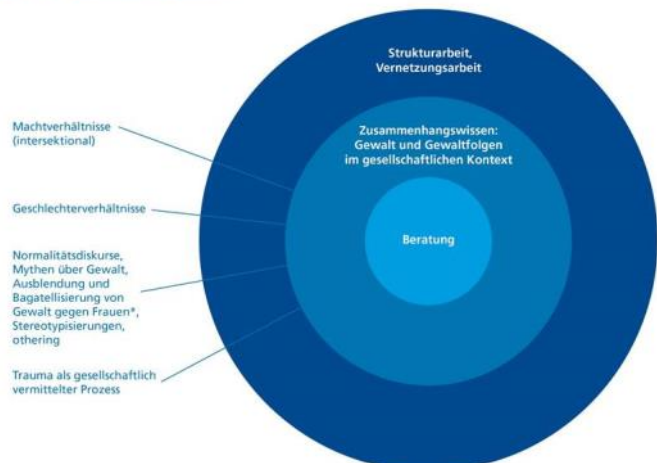 Strukturarbeit,
Vernetzungsarbeit
Machtverhältnisse
(intersektional)
Zusammenhangswissen:
Gewalt und Gewaltfolgen
im gesellschaftlichen Kontext
Geschlechterverhältnisse
Beratung
Normalitätsdiskurse,
Mythen über Gewalt,
Ausblendung und
Bagatellisierung von
Gewalt gegen Frauen*,
Stereotypisierungen,
othering
Trauma als gesellschaftlich
vermittelter Prozess